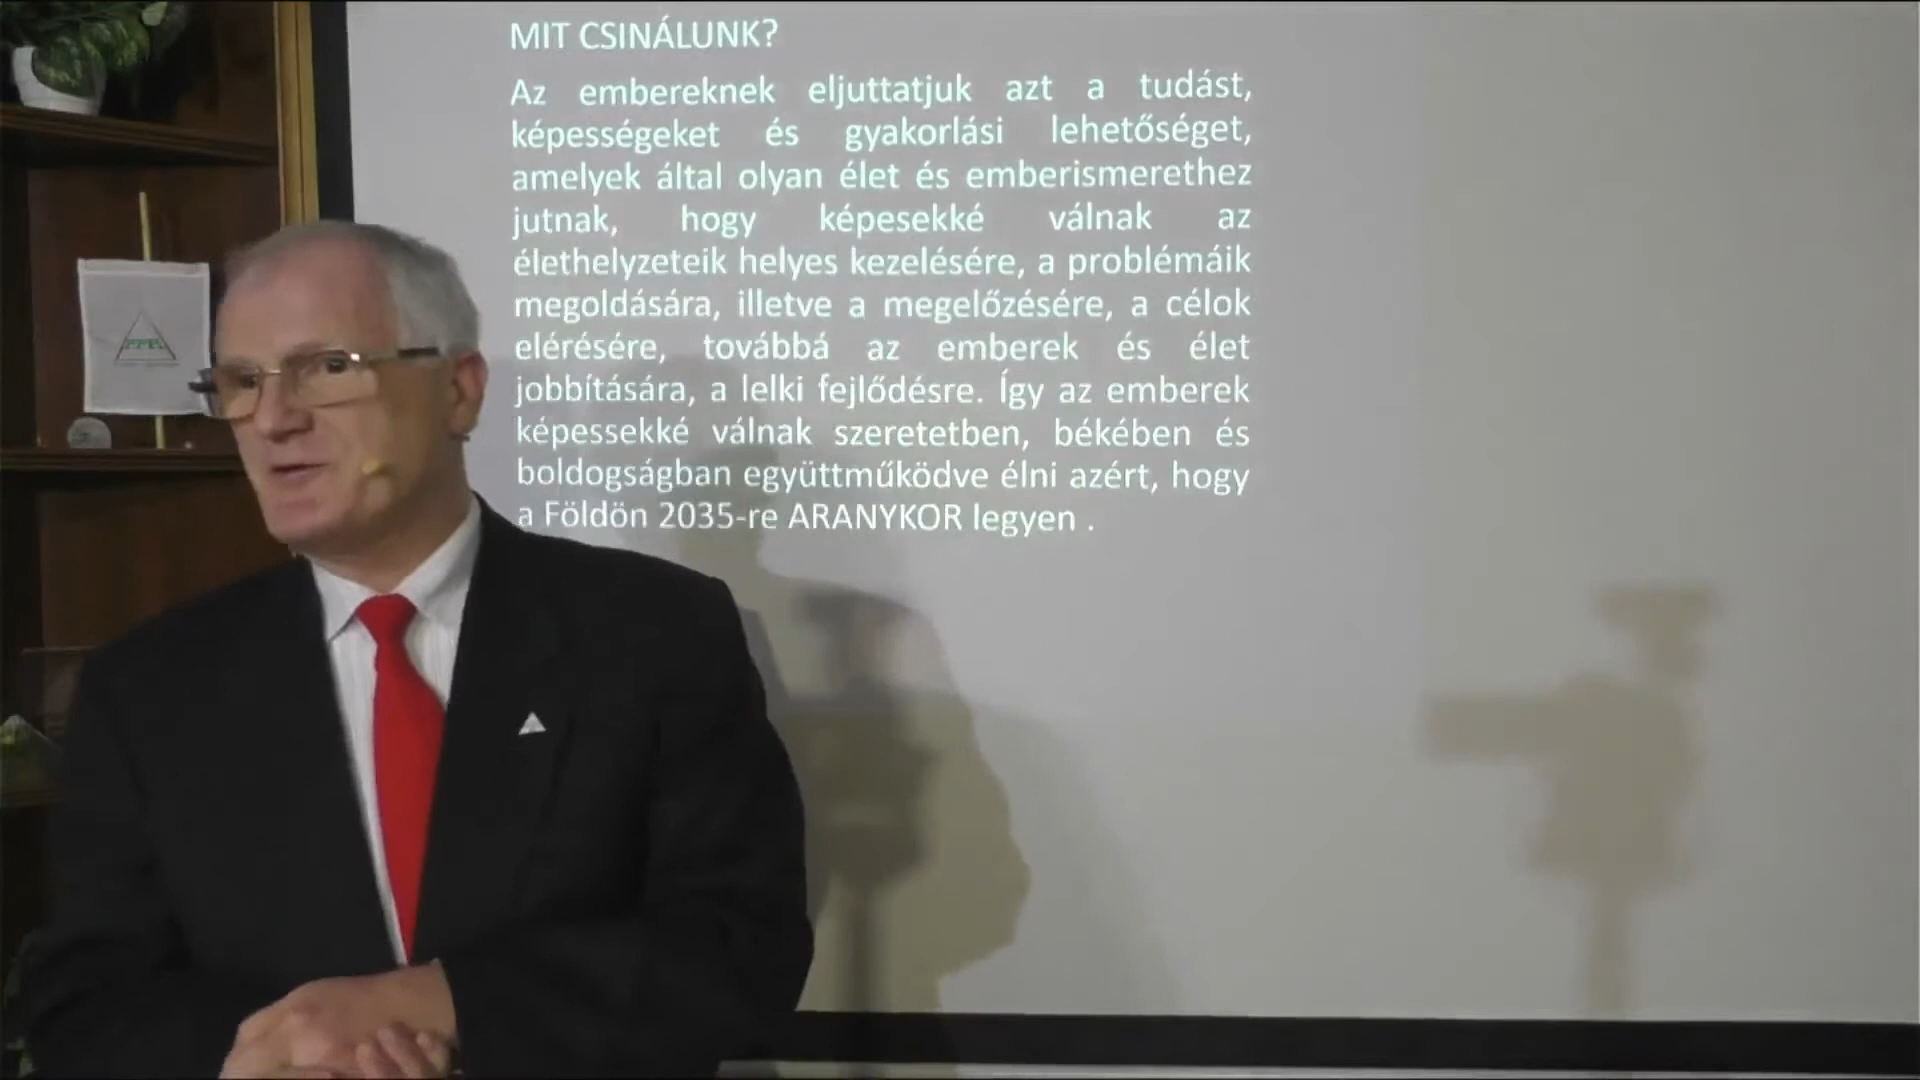 MIT CSINÁLUNK?
Az embereknek eljuttatjuk azt a tudást,
képességeket és gyakorlási lehetőséget,
amelyek által olyan élet és emberismerethez
jutnak, hogy képesekké válnak az
élethelyzeteik helyes kezelésére, a problémáik
megoldására, illetve a megelőzésére, a célok
elérésére, továbbá az emberek és élet
jobbítására, a lelki fejlődésre. Így az emberek
képessekké válnak szeretetben, békében és
boldogságban együttműködve élni azért, hogy
a Földön 2035-re ARANYKOR legyen .